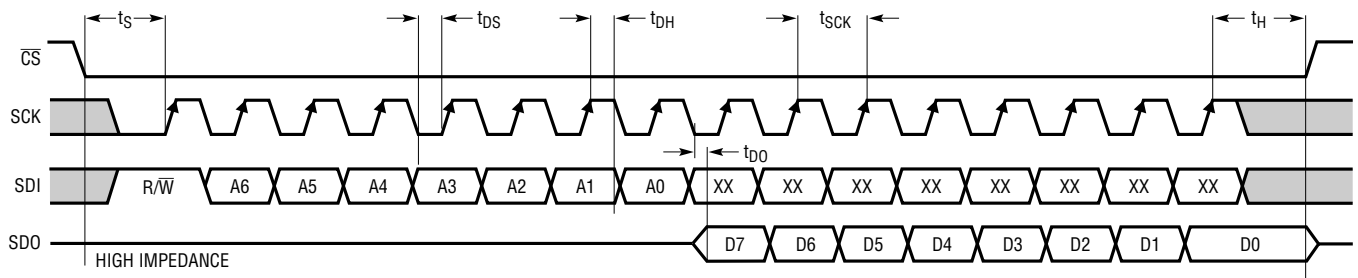 tS tDS tDH tSCK tH
CS
SCK
tDO
SDI R/W A6 A5 A4 A3 A2 A1 A0 XX XX XX XX XX XX XX XX
SDO D7 D6 D5 D4 D3 D2 D1 D0
HIGH IMPEDANCE